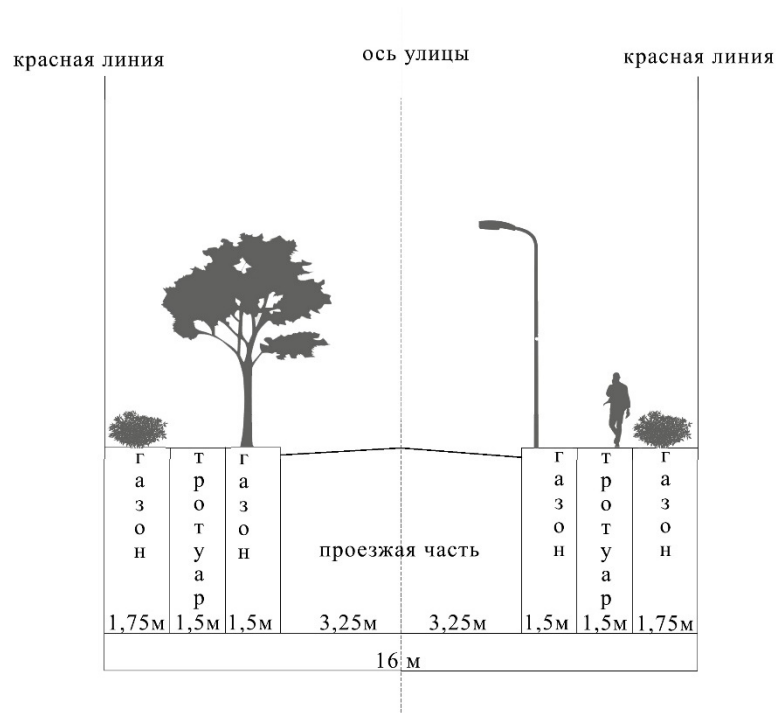 красная линия
ось улицы
красная линия
газон
тротуар
газон
проезжая часть
газон
тротуар
газон
1,75м
1,5м
1,5м
3,25м
3,25м
1,5м
1,5м
1,75м
16 м